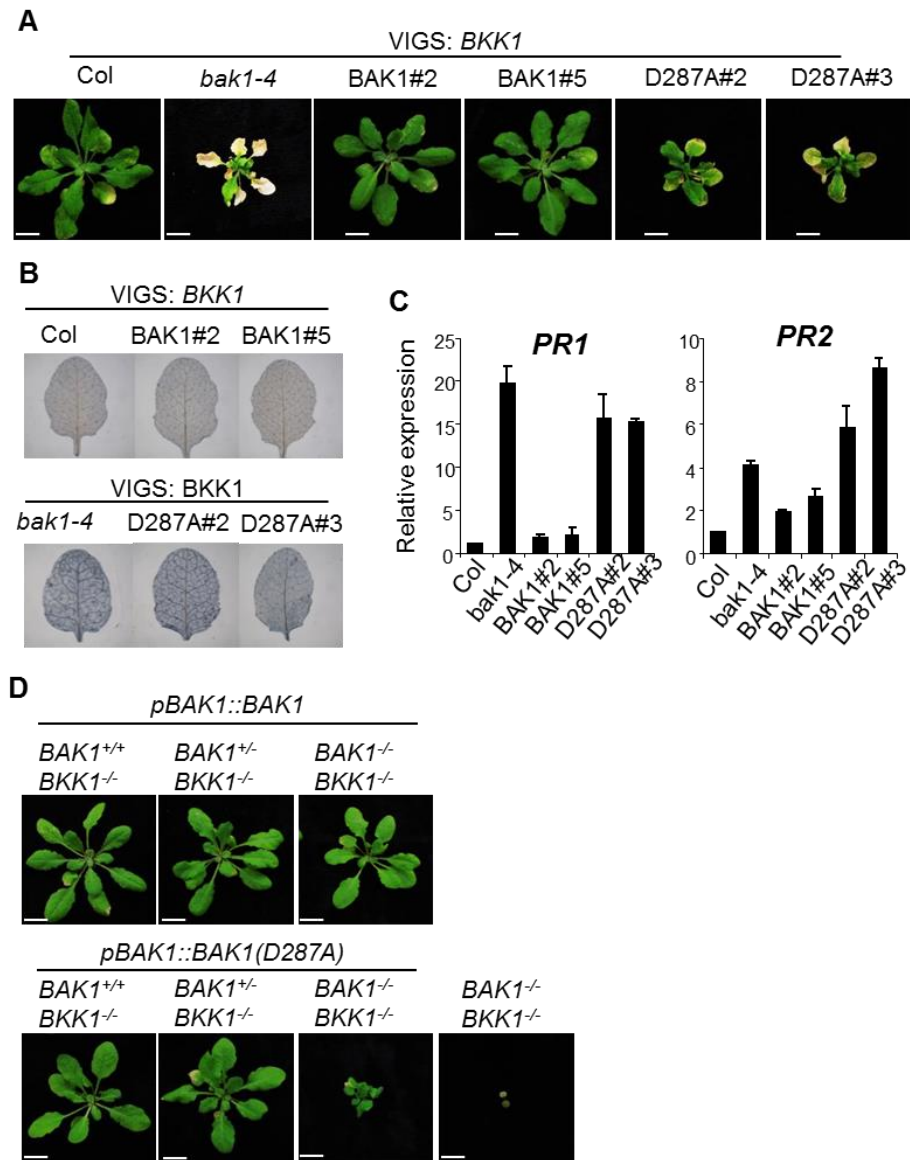 A
VIGS: BKK1
Col bak1-4 BAK1#2 BAK1#5 D287A#2 D287A#3
B
VIGS: BKK1
Col BAK1#2 BAK1#5
VIGS: BKK1
bak1-4 D287A#2 D287A#3
C
PR1
Relative expression
25
20
15
10
5
0
Col bak1-4 BAK1#2 BAK1#5 D287A#2 D287A#3
PR2
10
8
6
4
2
0
Col bak1-4 BAK1#2 BAK1#5 D287A#2 D287A#3
D
pBAK1::BAK1
BAK1+/+ BAK1+/- BAK1-/-
BKK1-/- BKK1-/- BKK1-/-
pBAK1::BAK1(D287A)
BAK1+/+ BAK1+/- BAK1-/- BAK1-/-
BKK1-/- BKK1-/- BKK1-/- BKK1-/-